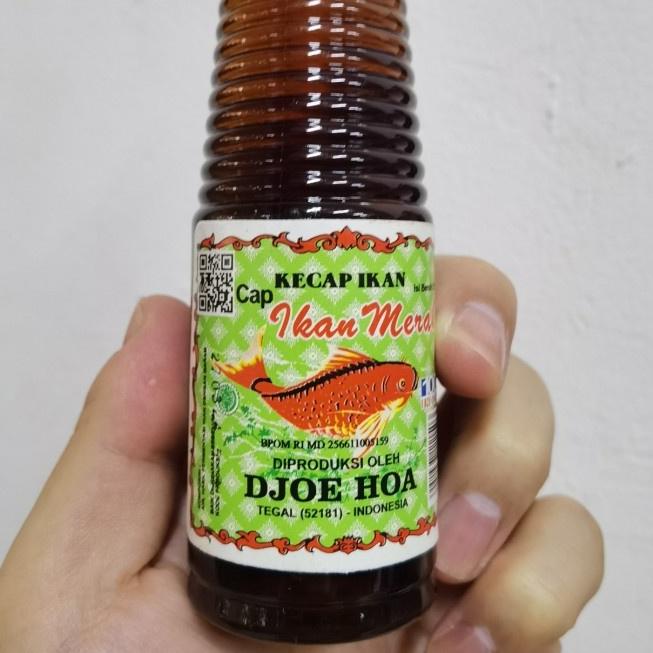 KECAP IKAN
Cap
Ikan Mera
BPOM RI MD 256611005159
DIPRODUKSI OLEH
DJOE HOA
TEGAL (52181) - INDONESIA